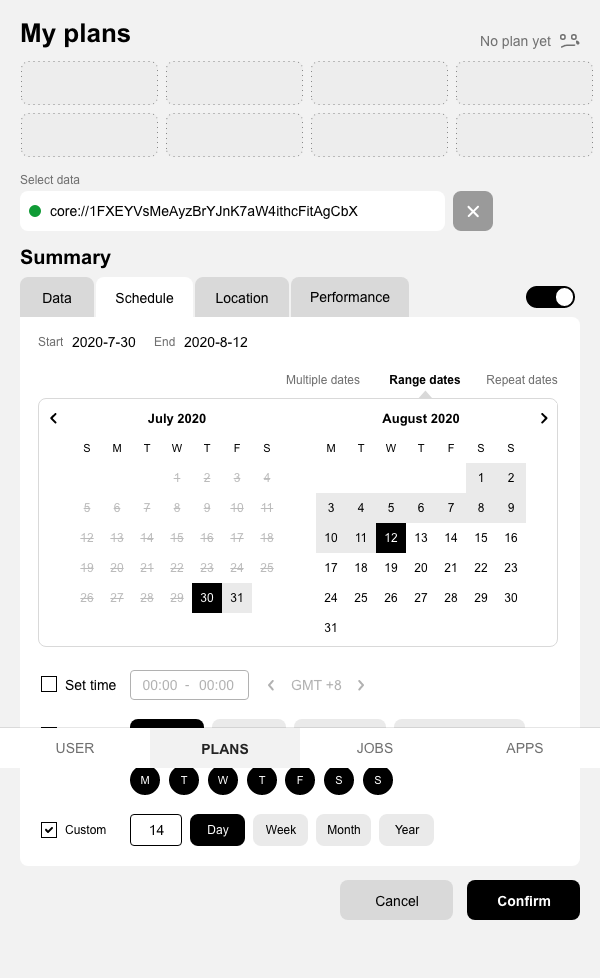 My plans
No plan yet
Select data
core://1FXEYVsMeAyzBrYJnK7aW4ithcFitAgCbX
Summary
Data Schedule Location Performance
Start 2020-7-30 End 2020-8-12
Multiple dates Range dates Repeat dates
July 2020 August 2020
S M T W T F S M T W T F S S
1 2 3 4 1 2
5 6 7 8 9 10 11 3 4 5 6 7 8 9
12 13 14 15 16 17 18 10 11 12 13 14 15 16
19 20 21 22 23 24 25 17 18 19 20 21 22 23
26 27 28 29 30 31 24 25 26 27 28 29 30
31
Set time 00:00 - 00:00 GMT +8
USER PLANS JOBS APPS
M T W T F S S
Custom 14 Day Week Month Year
Cancel Confirm